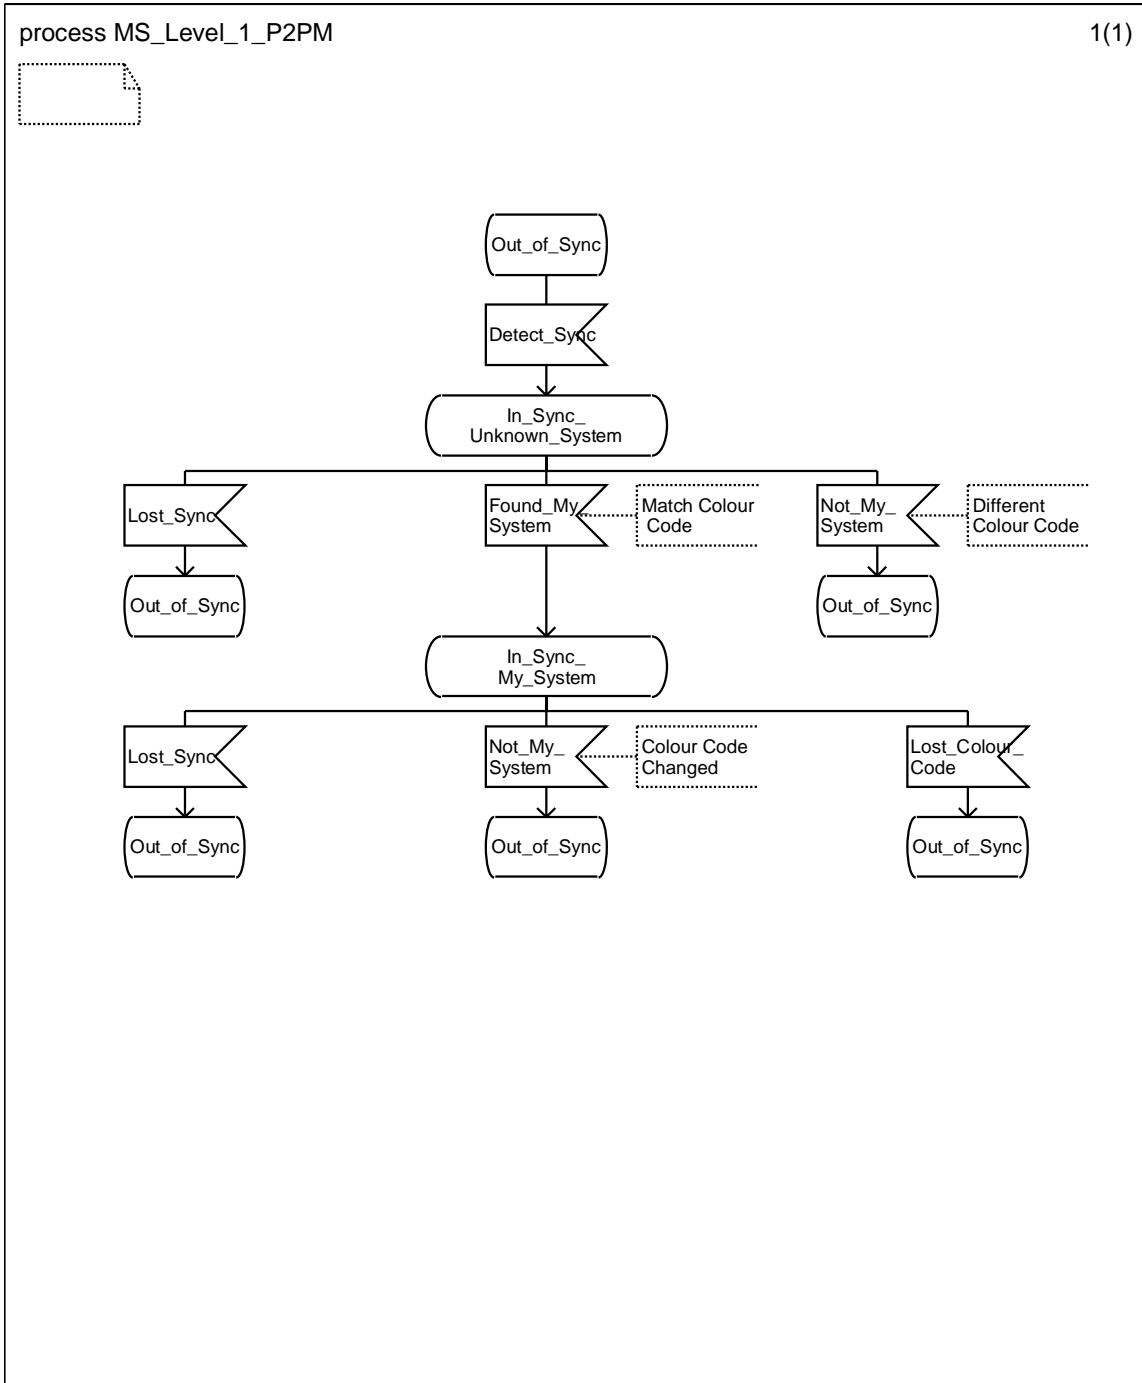 process MS_Level_1_P2PM
1(1)
Out_of_Sync
Detect_Sync
In_Sync_
Unknown_System
Lost_Sync
Found_My_
System
Match Colour
Code
Not_My_
System
Different
Colour Code
Out_of_Sync
Out_of_Sync
In_Sync_
My_System
Lost_Sync
Not_My_
System
Colour Code
Changed
Lost_Colour_
Code
Out_of_Sync
Out_of_Sync
Out_of_Sync